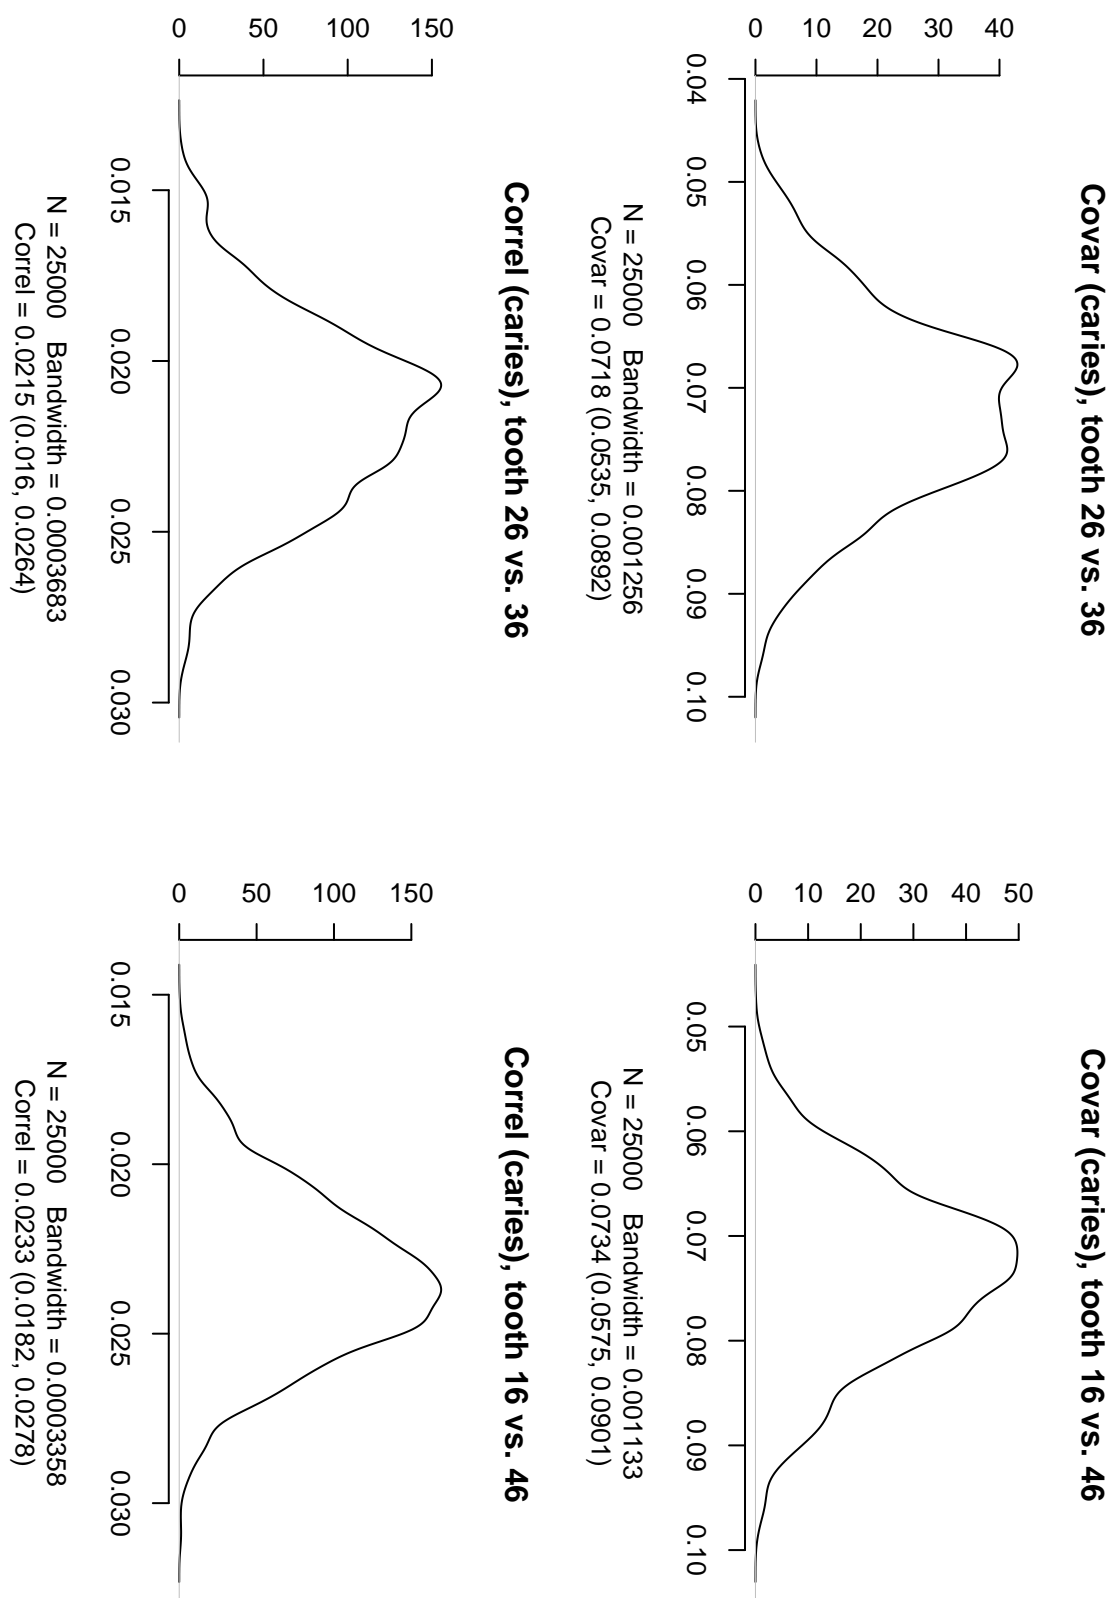 Covar (caries), tooth 26 vs. 36
0 10 20 30 40
0.04 0.05 0.06 0.07 0.08 0.09 0.10
N = 25000 Bandwidth = 0.001256
Covar = 0.0718 (0.0535, 0.0892)
Covar (caries), tooth 16 vs. 46
0 10 20 30 40 50
0.05 0.06 0.07 0.08 0.09 0.10
N = 25000 Bandwidth = 0.001133
Covar = 0.0734 (0.0575, 0.0901)
Correl (caries), tooth 26 vs. 36
0 50 100 150
0.015 0.020 0.025 0.030
N = 25000 Bandwidth = 0.0003683
Correl = 0.0215 (0.016, 0.0264)
Correl (caries), tooth 16 vs. 46
0 50 100 150
0.015 0.020 0.025 0.030
N = 25000 Bandwidth = 0.0003358
Correl = 0.0233 (0.0182, 0.0278)